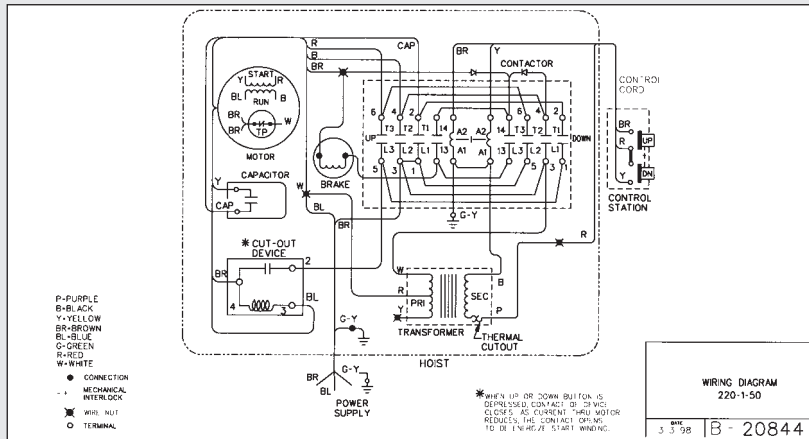 R
B
BR
CAP
BR
Y
CONTACTOR
CONTROL
CORD
Y START R
BL RUN B
BR
BR
TP
W
MOTOR
6 4 2
14
14
6 4 2
T3 T2 T1
A2 A2
T3 T2 T1
UP
DOWN
L3 L2 L1
13
A1 A1
13
L3 L2 L1
5 3 1
5 3 1
BR
R
Y
UP
DN
CONTROL
STATION
BRAKE
CAPACITOR
Y
CAP
W
BL
BR
G-Y
R
* CUT-OUT
DEVICE
2
BR
BL
4
3
W
R
Y
PRI
SEC
B
P
TRANSFORMER
THERMAL
CUTOUT
G-Y
HOIST
BR
BL
G-Y
POWER
SUPPLY
P-PURPLE
B-BLACK
Y-YELLOW
BR-BROWN
BL-BLUE
G-GREEN
R-RED
W-WHITE
CONNECTION
MECHANICAL
INTERLOCK
WIRE NUT
TERMINAL
*WHEN UP OR DOWN BUTTON IS
DEPRESSED, CONTACT OF DEVICE
CLOSES. AS CURRENT THRU MOTOR
REDUCES, THE CONTACT OPENS
TO DE-ENERGIZE START WINDING.
WIRING DIAGRAM
220-1-50
DATE
3 3 98
B - 20844